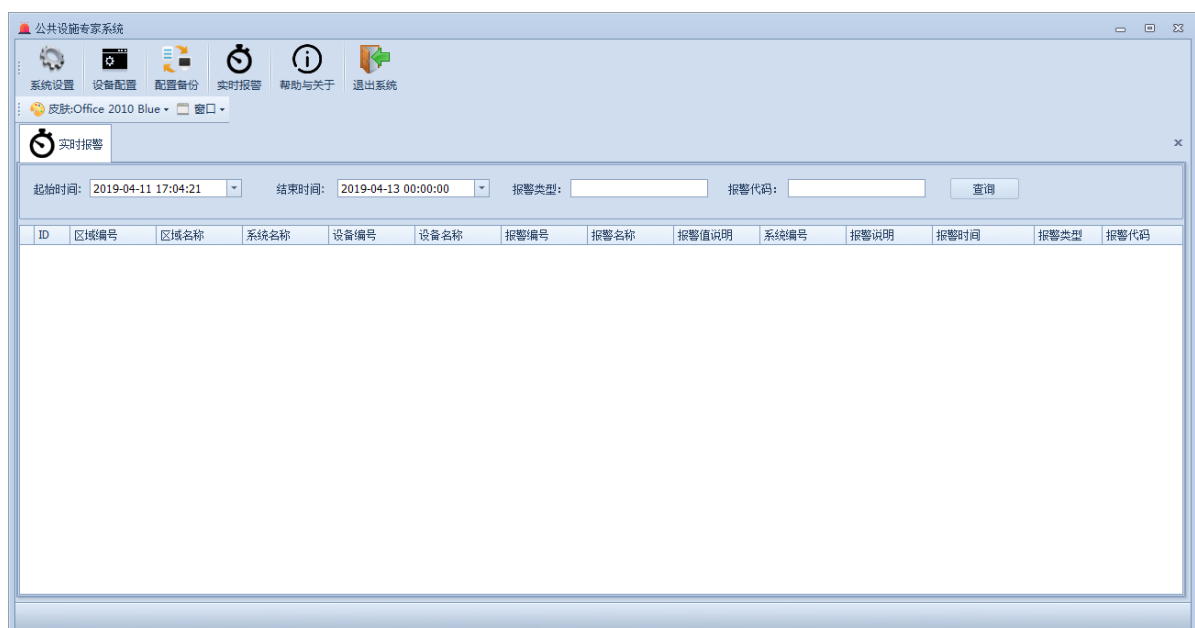 公共设施专家系统
系统设置 设备配置 配置备份 实时报警 帮助与关于 退出系统
皮肤:Office 2010 Blue 窗口
实时报警
起始时间: 2019-04-11 17:04:21 结束时间: 2019-04-13 00:00:00 报警类型: 报警代码: 查询
ID 区域编号 区域名称 系统名称 设备编号 设备名称 报警编号 报警名称 报警值说明 系统编号 报警说明 报警时间 报警类型 报警代码